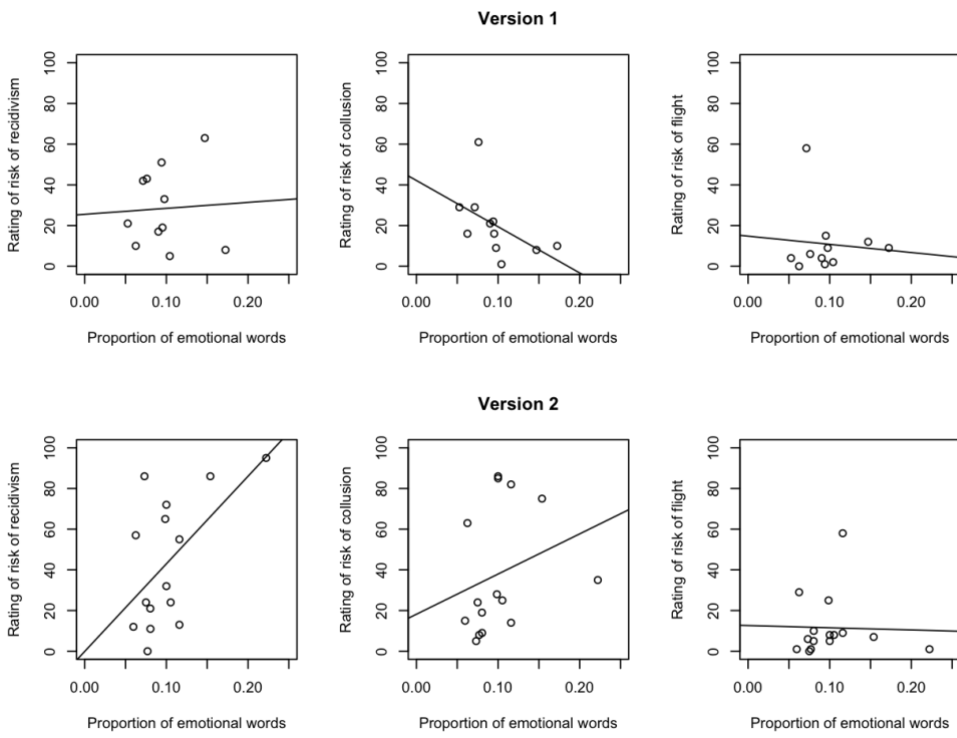 Version 1
Rating of risk of recidivism
0 20 40 60 80 100
0.00 0.10 0.20
Proportion of emotional words
Rating of risk of collusion
0 20 40 60 80 100
0.00 0.10 0.20
Proportion of emotional words
Rating of risk of flight
0 20 40 60 80 100
0.00 0.10 0.20
Proportion of emotional words
Version 2
Rating of risk of recidivism
0 20 40 60 80 100
0.00 0.10 0.20
Proportion of emotional words
Rating of risk of collusion
0 20 40 60 80 100
0.00 0.10 0.20
Proportion of emotional words
Rating of risk of flight
0 20 40 60 80 100
0.00 0.10 0.20
Proportion of emotional words